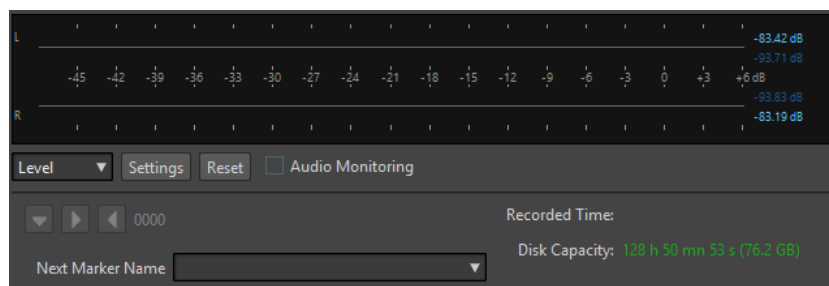 L
-83.42 dB
-93.71 dB
-45 -42 -39 -36 -33 -30 -27 -24 -21 -18 -15 -12 -9 -6 -3 0 +3 +6 dB
-93.83 dB
R
-83.19 dB
Level Settings Reset Audio Monitoring
0000
Recorded Time:
Disk Capacity: 128 h 50 mn 53 s (76.2 GB)
Next Marker Name